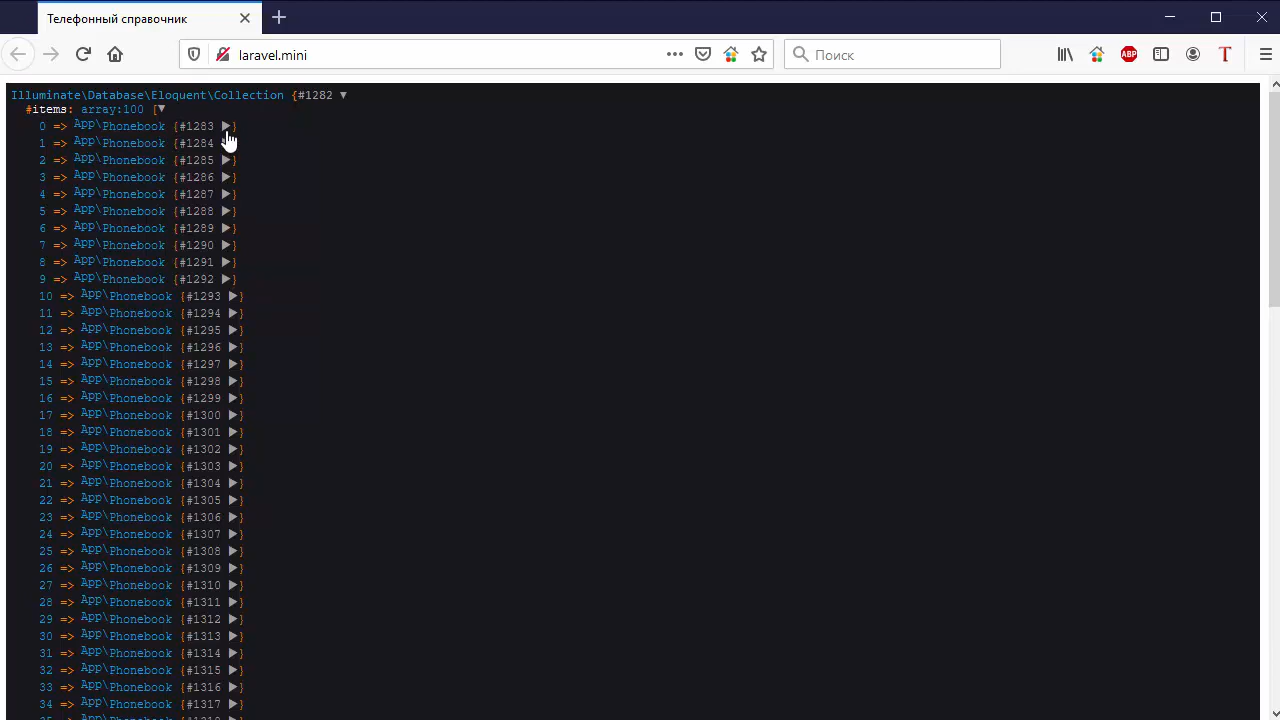 Телефонный справочник
laravel.mini
Поиск
ABP
T
Illuminate\Database\Eloquent\Collection {#1282 ▼
#items: array:100 [▼
0 => App\Phonebook {#1283 ▶}
1 => App\Phonebook {#1284 ▶}
2 => App\Phonebook {#1285 ▶}
3 => App\Phonebook {#1286 ▶}
4 => App\Phonebook {#1287 ▶}
5 => App\Phonebook {#1288 ▶}
6 => App\Phonebook {#1289 ▶}
7 => App\Phonebook {#1290 ▶}
8 => App\Phonebook {#1291 ▶}
9 => App\Phonebook {#1292 ▶}
10 => App\Phonebook {#1293 ▶}
11 => App\Phonebook {#1294 ▶}
12 => App\Phonebook {#1295 ▶}
13 => App\Phonebook {#1296 ▶}
14 => App\Phonebook {#1297 ▶}
15 => App\Phonebook {#1298 ▶}
16 => App\Phonebook {#1299 ▶}
17 => App\Phonebook {#1300 ▶}
18 => App\Phonebook {#1301 ▶}
19 => App\Phonebook {#1302 ▶}
20 => App\Phonebook {#1303 ▶}
21 => App\Phonebook {#1304 ▶}
22 => App\Phonebook {#1305 ▶}
23 => App\Phonebook {#1306 ▶}
24 => App\Phonebook {#1307 ▶}
25 => App\Phonebook {#1308 ▶}
26 => App\Phonebook {#1309 ▶}
27 => App\Phonebook {#1310 ▶}
28 => App\Phonebook {#1311 ▶}
29 => App\Phonebook {#1312 ▶}
30 => App\Phonebook {#1313 ▶}
31 => App\Phonebook {#1314 ▶}
32 => App\Phonebook {#1315 ▶}
33 => App\Phonebook {#1316 ▶}
34 => App\Phonebook {#1317 ▶}